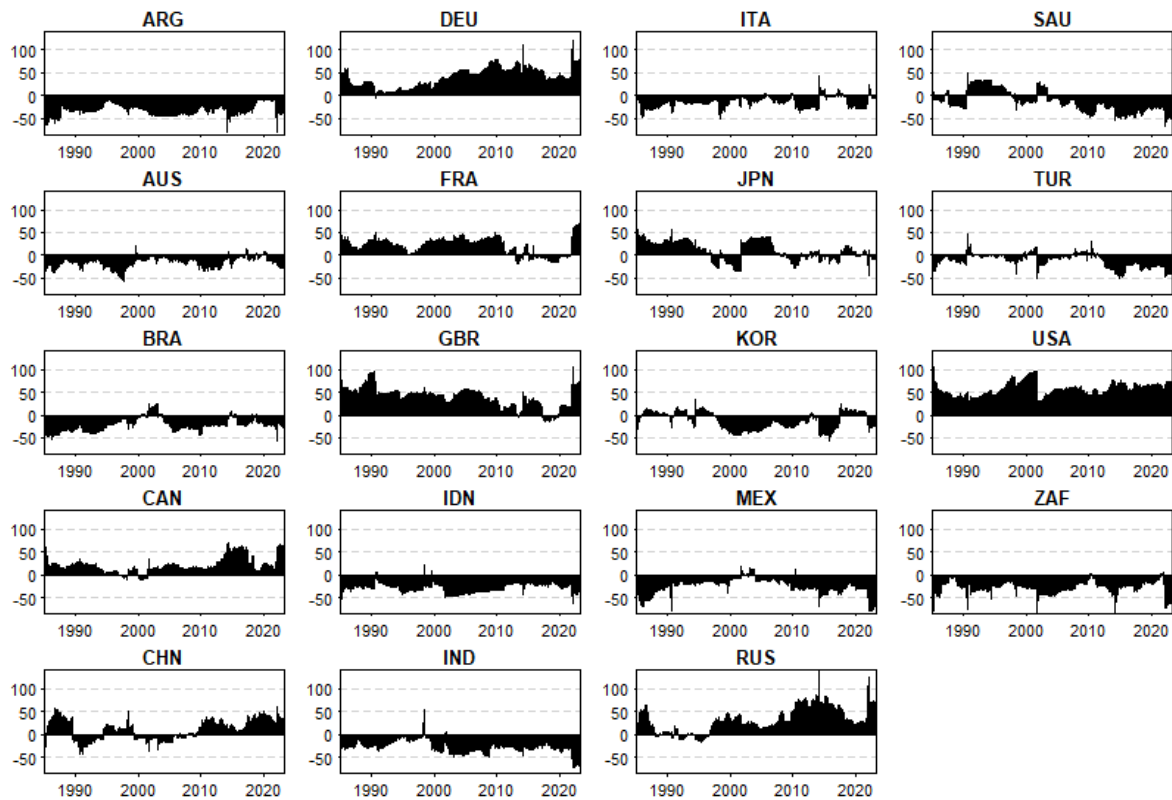 ARG DEU ITA SAU
100 100 100 100
50 50 50 50
0 0 0 0
-50 -50 -50 -50
1990 2000 2010 2020 1990 2000 2010 2020 1990 2000 2010 2020 1990 2000 2010 2020
AUS FRA JPN TUR
100 100 100 100
50 50 50 50
0 0 0 0
-50 -50 -50 -50
1990 2000 2010 2020 1990 2000 2010 2020 1990 2000 2010 2020 1990 2000 2010 2020
BRA GBR KOR USA
100 100 100 100
50 50 50 50
0 0 0 0
-50 -50 -50 -50
1990 2000 2010 2020 1990 2000 2010 2020 1990 2000 2010 2020 1990 2000 2010 2020
CAN IDN MEX ZAF
100 100 100 100
50 50 50 50
0 0 0 0
-50 -50 -50 -50
1990 2000 2010 2020 1990 2000 2010 2020 1990 2000 2010 2020 1990 2000 2010 2020
CHN IND RUS
100 100 100
50 50 50
0 0 0
-50 -50 -50
1990 2000 2010 2020 1990 2000 2010 2020 1990 2000 2010 2020